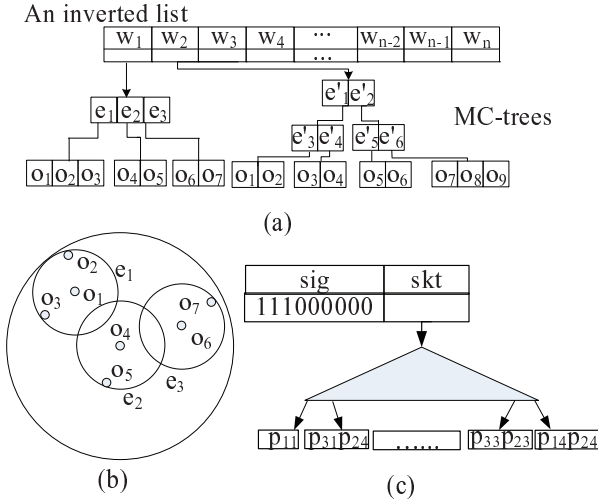 An inverted list
w₁ w₂ w₃ w₄ ... wₙ₋₂ wₙ₋₁ wₙ
...
e'₁ e'₂
e₁ e₂ e₃
MC-trees
e'₃ e'₄ e'₅ e'₆
o₁ o₂ o₃ o₄ o₅ o₆ o₇ o₁ o₂ o₃ o₄ o₅ o₆ o₇ o₈ o₉
(a)
o₂
e₁
o₃ o₁
o₇
o₄
o₆
o₅
e₃
e₂
(b)
sig skt
111000000
p₁₁ p₃₁ p₂₄ ...... p₃₃ p₂₃ p₁₄ p₂₄
(c)